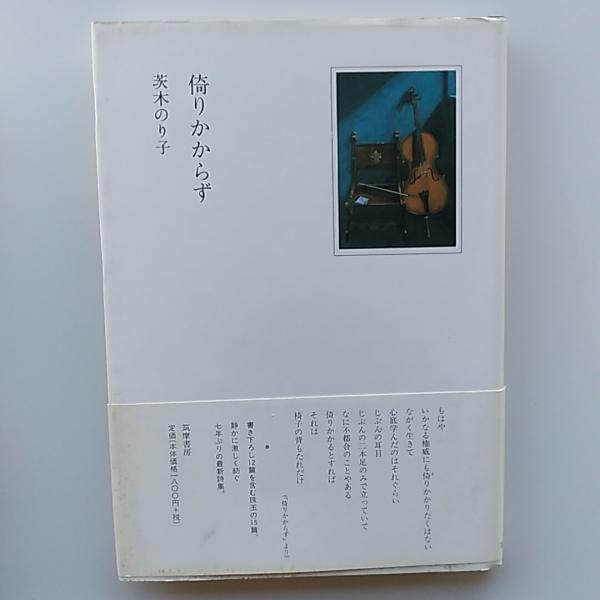 倚りかからず
茨木のり子
もはや
いかなる権威にも倚りかかりたくはない
ながく生きて
心底学んだのはそれぐらい
じぶんの耳目
じぶんの二本足のみで立っていて
なに不都合のことやある
倚りかかるとすれば
それは
椅子の背もたれだけ
(「倚りかからず」より)
書き下ろし12篇を含む珠玉の15篇。
静かに激しく紡ぐ
七年ぶりの最新詩集。
筑摩書房
定価(本体価格一八〇〇円+税)